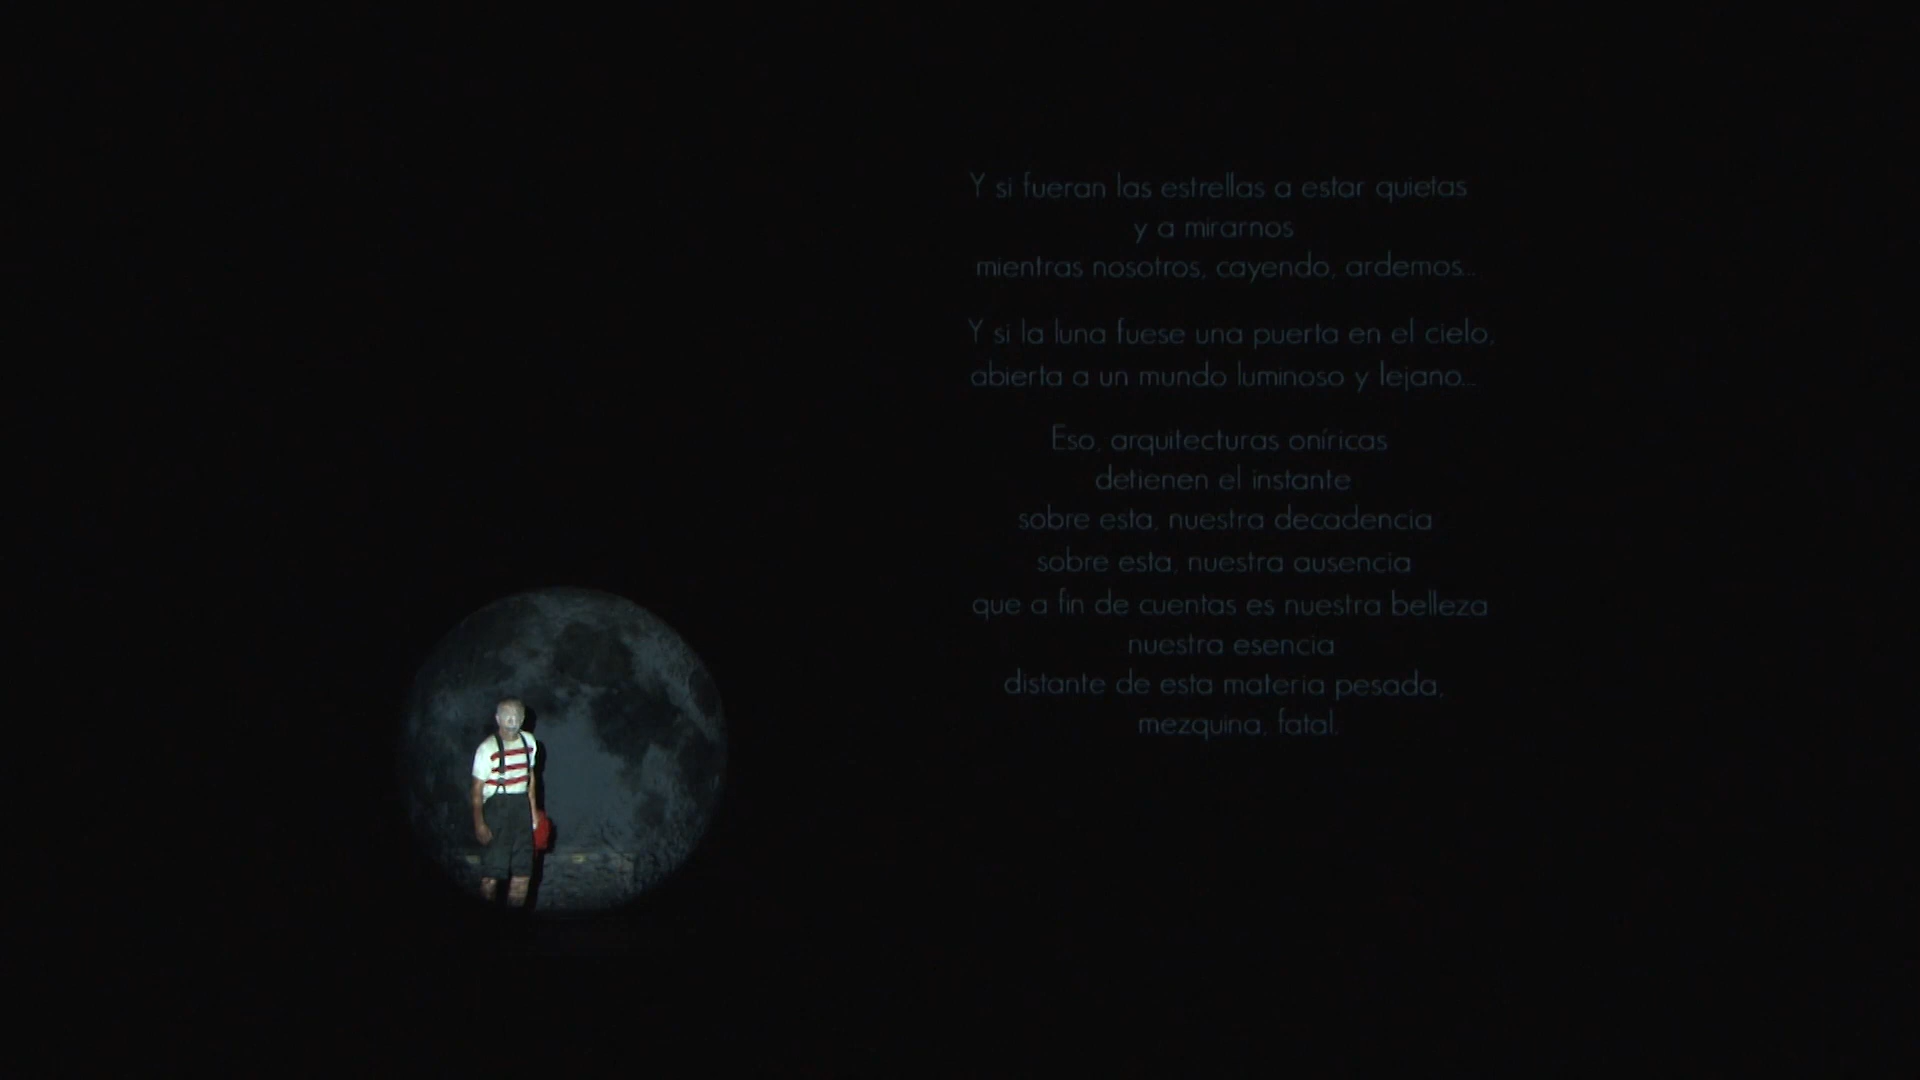 Y si fueran las estrellas a estar quietas
y a mirarnos
mientras nosotros, cayendo, ardemos...
Y si la luna fuese una puerta en el cielo,
abierta a un mundo luminoso y lejano...
Eso, arquitecturas oníricas
detienen el instante
sobre esta, nuestra decadencia
sobre esta, nuestra ausencia
que a fin de cuentas es nuestra belleza
nuestra esencia
distante de esta materia pesada,
mezquina, fatal.